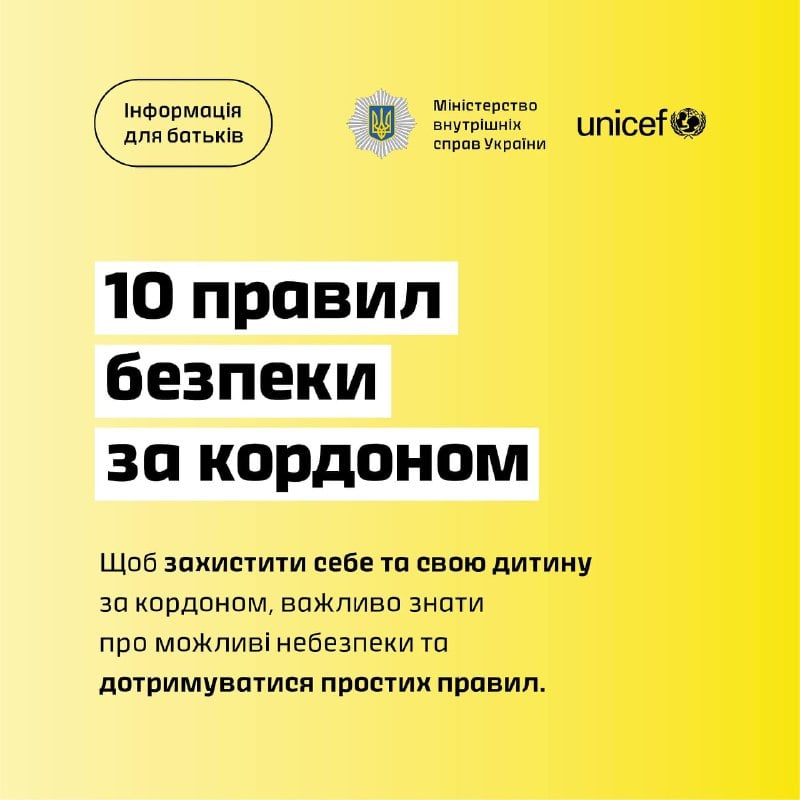 Інформація
для батьків
Міністерство
внутрішніх
справ України
unicef
10 правил
безпеки
за кордоном
Щоб захистити себе та свою дитину
за кордоном, важливо знати
про можливі небезпеки та
дотримуватися простих правил.